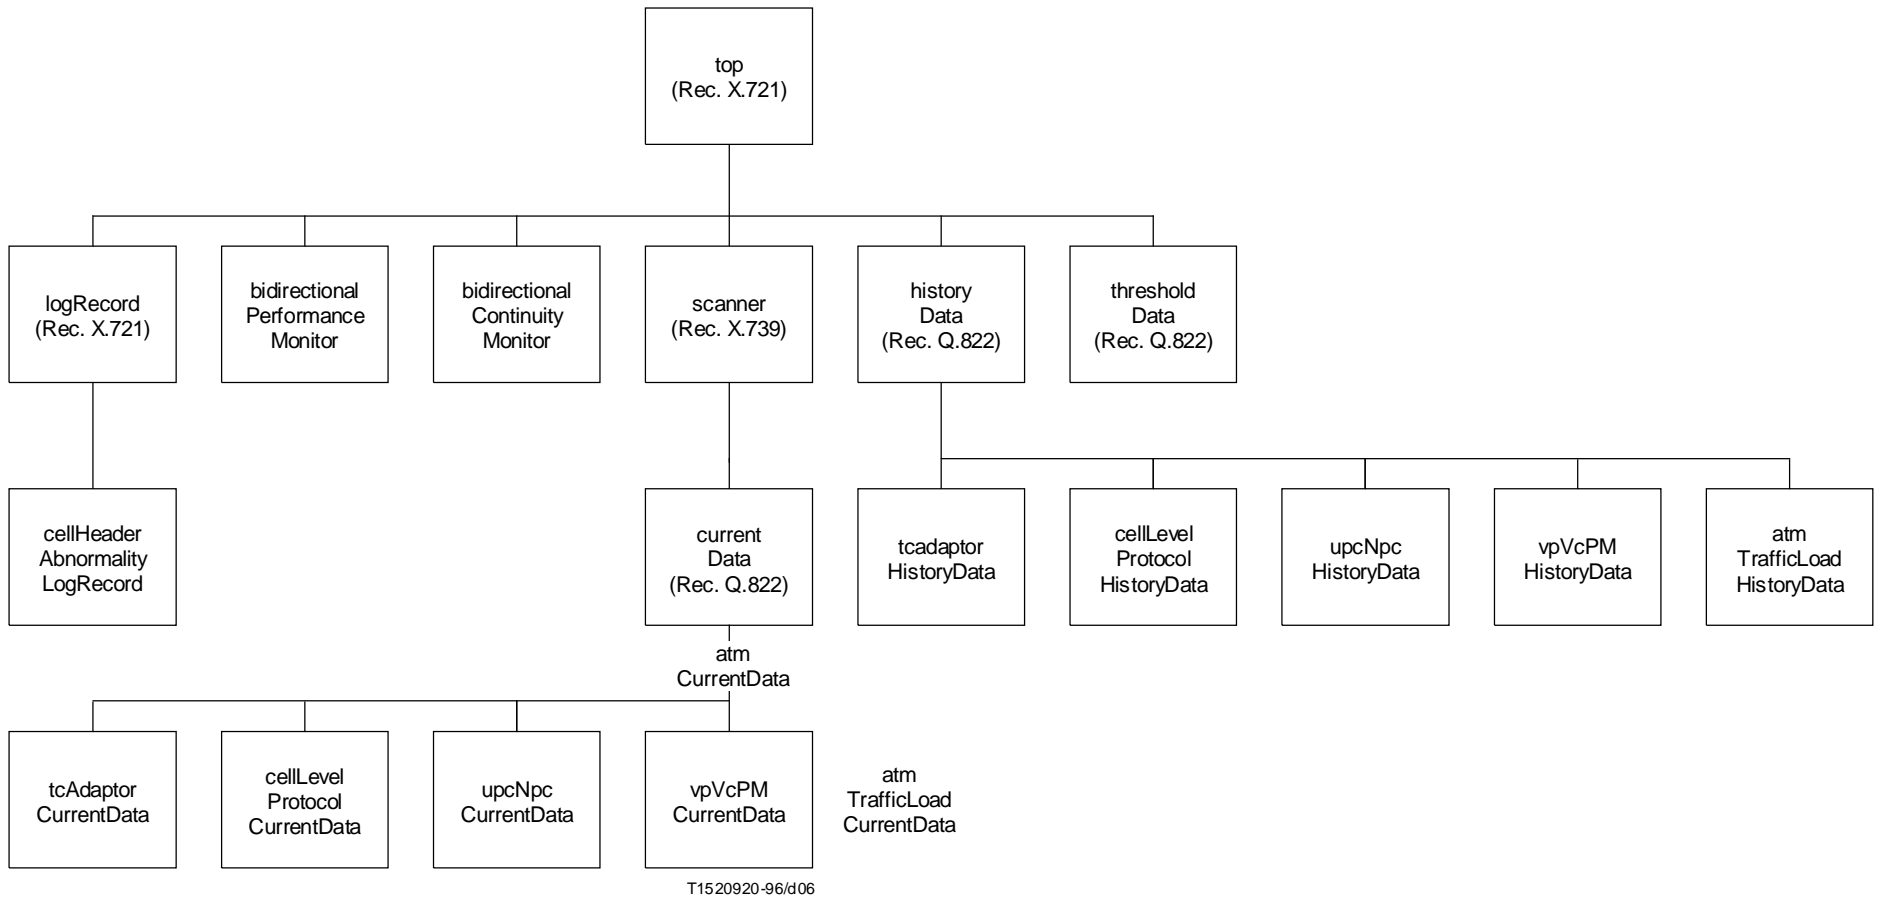 top
(Rec. X.721)
logRecord
(Rec. X.721)
bidirectional
Performance
Monitor
bidirectional
Continuity
Monitor
scanner
(Rec. X.739)
history
Data
(Rec. Q.822)
threshold
Data
(Rec. Q.822)
cellHeader
Abnormality
LogRecord
current
Data
(Rec. Q.822)
tcadaptor
HistoryData
cellLevel
Protocol
HistoryData
upcNpc
HistoryData
vpVcPM
HistoryData
atm
TrafficLoad
HistoryData
atm
CurrentData
tcAdaptor
CurrentData
cellLevel
Protocol
CurrentData
upcNpc
CurrentData
vpVcPM
CurrentData
atm
TrafficLoad
CurrentData
T1520920-96/d06